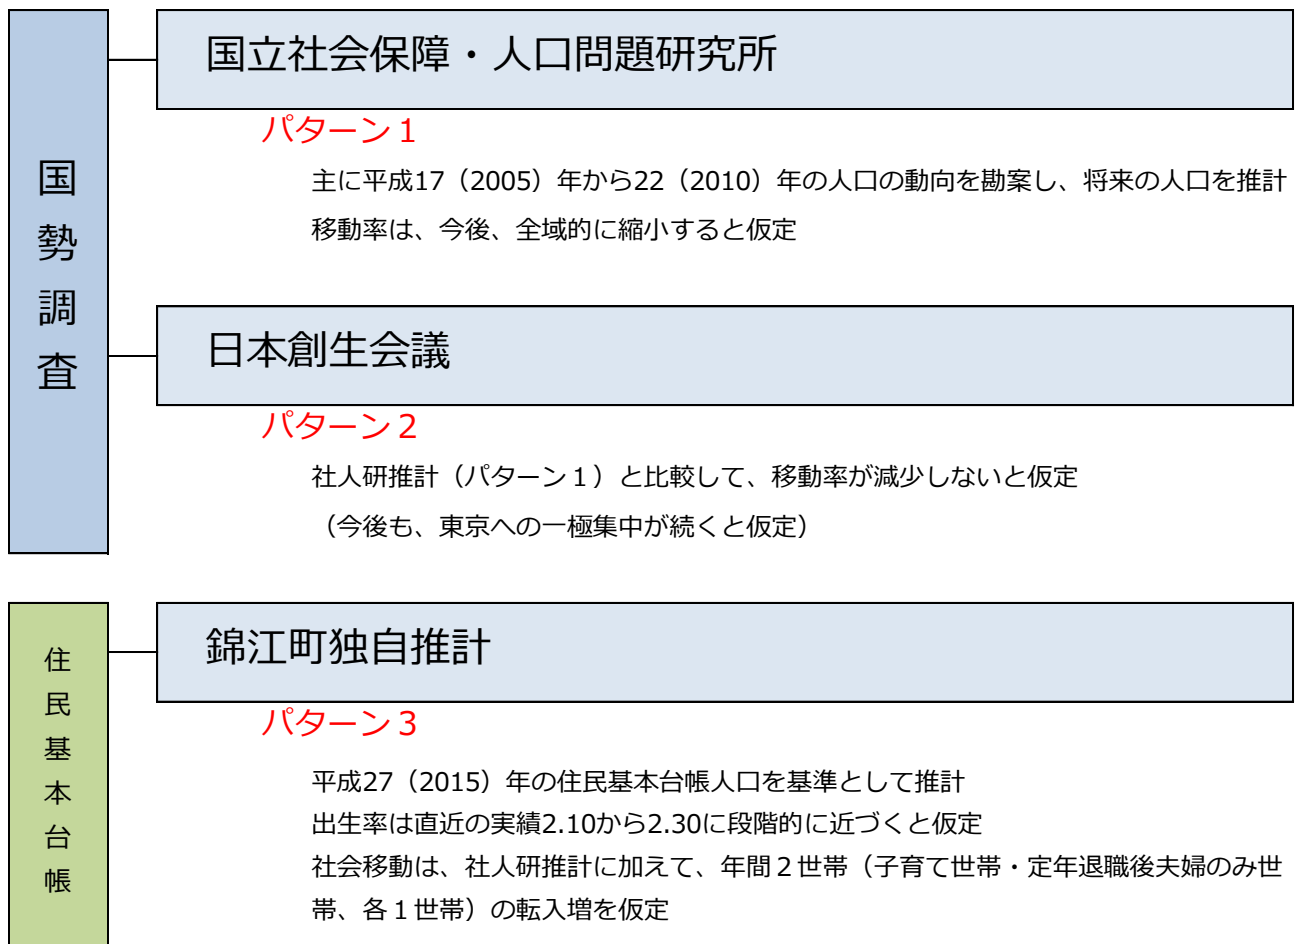 国勢調査
国立社会保障・人口問題研究所
パターン１
主に平成17（2005）年から22（2010）年の人口の動向を勘案し、将来の人口を推計
移動率は、今後、全域的に縮小すると仮定
日本創生会議
パターン２
社人研推計（パターン１）と比較して、移動率が減少しないと仮定
（今後も、東京への一極集中が続くと仮定）
住民基本台帳
錦江町独自推計
パターン３
平成27（2015）年の住民基本台帳人口を基準として推計
出生率は直近の実績2.10から2.30に段階的に近づくと仮定
社会移動は、社人研推計に加えて、年間２世帯（子育て世帯・定年退職後夫婦のみ世
帯、各１世帯）の転入増を仮定